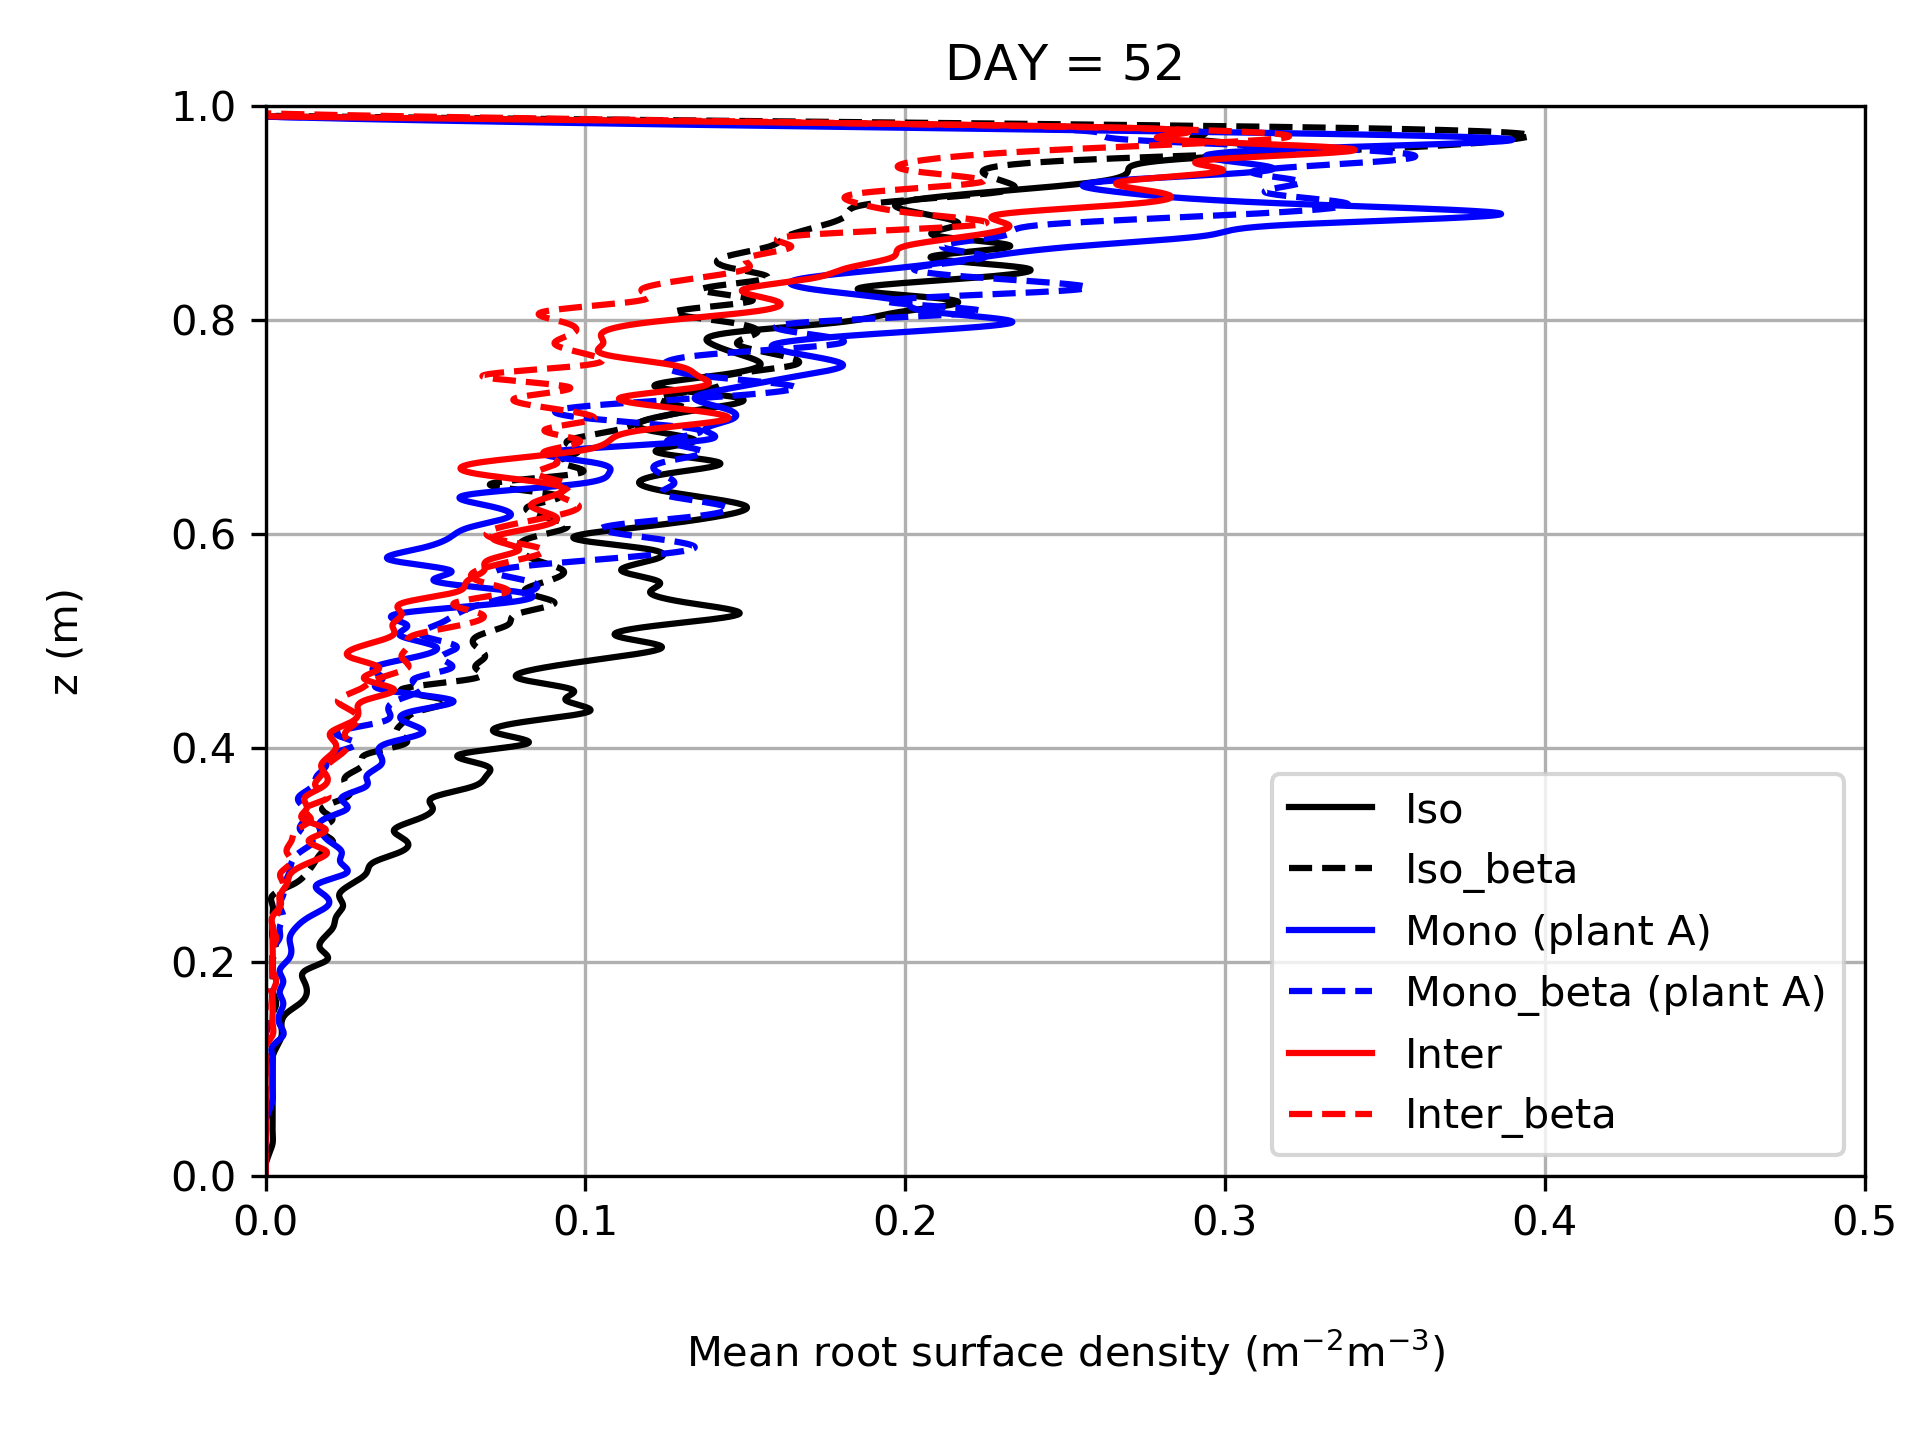 DAY = 52
1.0
0.8
0.6
0.4
0.2
0.0
z (m)
0.0 0.1 0.2 0.3 0.4 0.5
Mean root surface density (m⁻²m⁻³)
Iso
Iso_beta
Mono (plant A)
Mono_beta (plant A)
Inter
Inter_beta